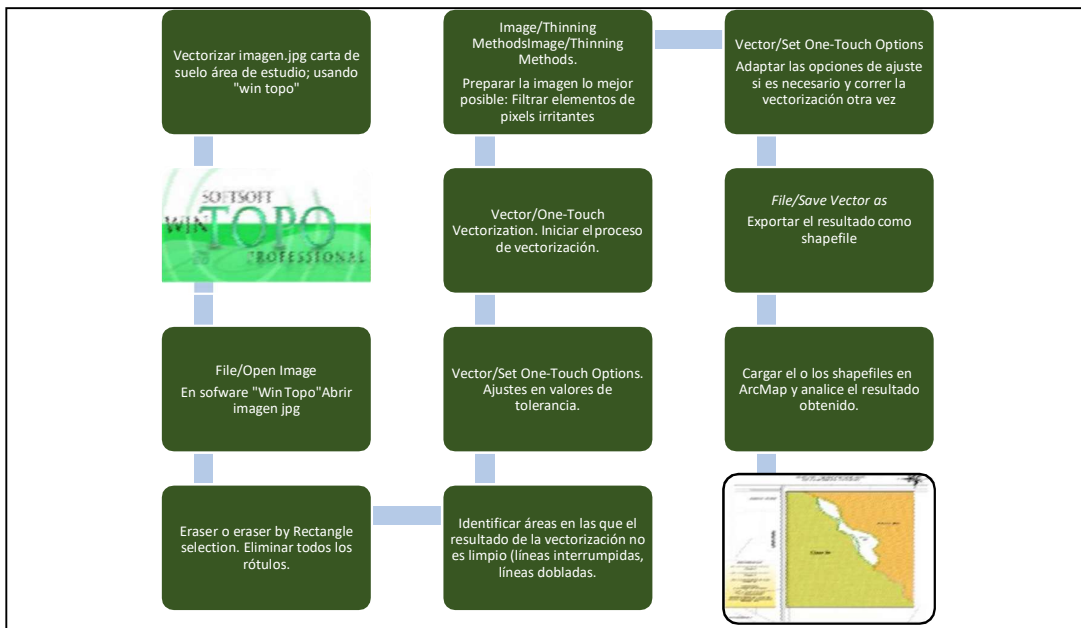 Vectorizar imagen.jpg carta de
suelo área de estudio; usando
"win topo"
SOFTSOFT
WIN TOPO
PROFESSIONAL
File/Open Image
En sofware "Win Topo"Abrir
imagen jpg
Eraser o eraser by Rectangle
selection. Eliminar todos los
rótulos.
Identificar áreas en las que el
resultado de la vectorización no
es limpio (líneas interrumpidas,
líneas dobladas.
Vector/Set One-Touch Options.
Ajustes en valores de
tolerancia.
Vector/One-Touch
Vectorization. Iniciar el proceso
de vectorización.
Image/Thinning
MethodsImage/Thinning
Methods.
Preparar la imagen lo mejor
posible: Filtrar elementos de
pixels irritantes
Vector/Set One-Touch Options
Adaptar las opciones de ajuste
si es necesario y correr la
vectorización otra vez
File/Save Vector as
Exportar el resultado como
shapefile
Cargar el o los shapefiles en
ArcMap y analice el resultado
obtenido.